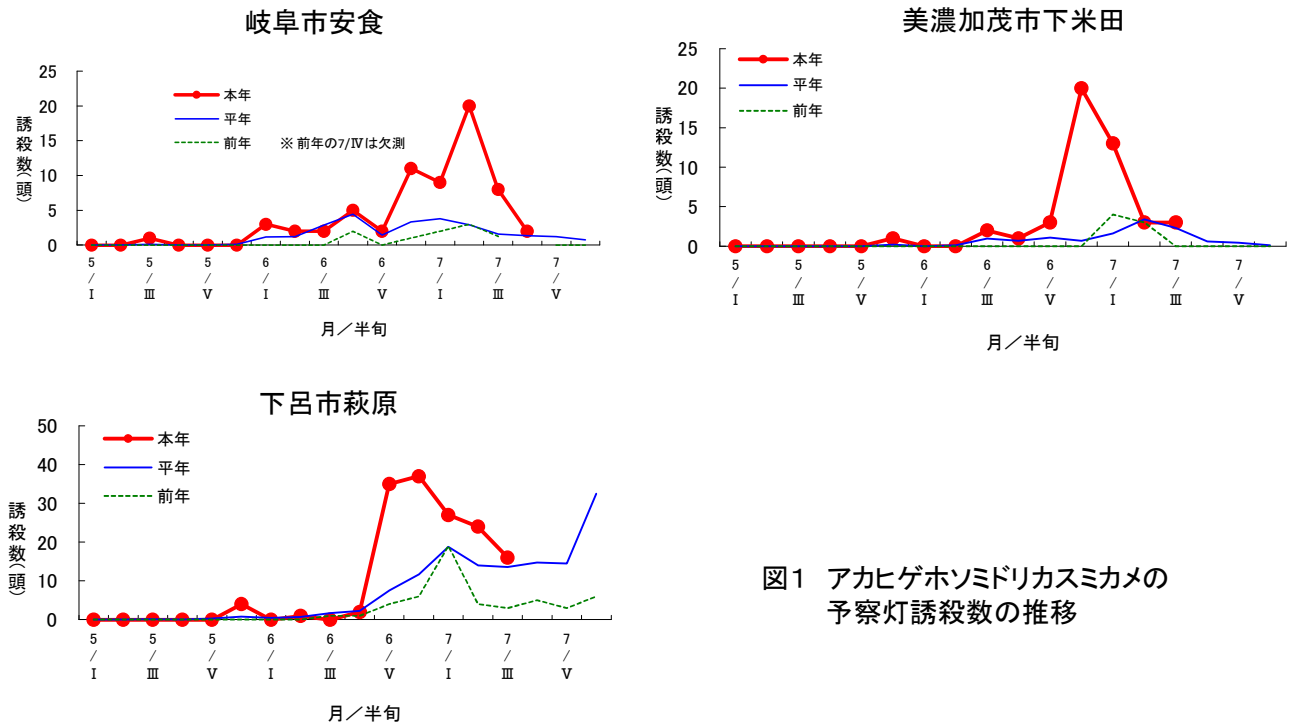 岐阜市安食
25
20
15
10
5
0
誘殺数(頭)
本年
平年
前年 ※ 前年の7/Ⅳは欠測
5/Ⅰ 5/Ⅲ 5/Ⅴ 6/Ⅰ 6/Ⅲ 6/Ⅴ 7/Ⅰ 7/Ⅲ 7/Ⅴ
月/半旬
美濃加茂市下米田
25
20
15
10
5
0
誘殺数(頭)
本年
平年
前年
5/Ⅰ 5/Ⅲ 5/Ⅴ 6/Ⅰ 6/Ⅲ 6/Ⅴ 7/Ⅰ 7/Ⅲ 7/Ⅴ
月/半旬
下呂市萩原
50
40
30
20
10
0
誘殺数(頭)
本年
平年
前年
5/Ⅰ 5/Ⅲ 5/Ⅴ 6/Ⅰ 6/Ⅲ 6/Ⅴ 7/Ⅰ 7/Ⅲ 7/Ⅴ
月/半旬
図1 アカヒゲホソミドリカスミカメの
予察灯誘殺数の推移